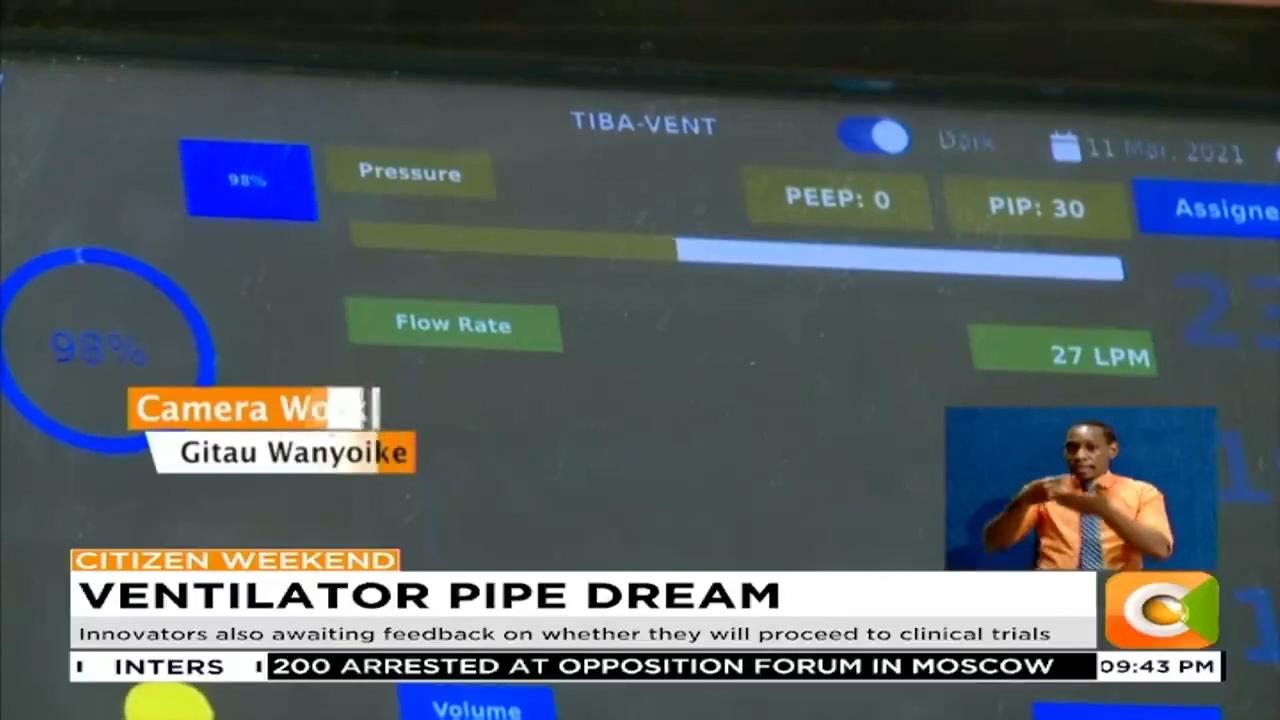 TIBA-VENT
Dark
11 Mar, 2021
98%
Pressure
PEEP: 0
PIP: 30
Flow Rate
27 LPM
98%
Gitau Wanyoike
Camera
CITIZEN WEEKEND
VENTILATOR PIPE DREAM
Innovators also awaiting feedback on whether they will proceed to clinical trials
INTERS
200 ARRESTED AT OPPOSITION FORUM IN MOSCOW
09:43 PM
Volume